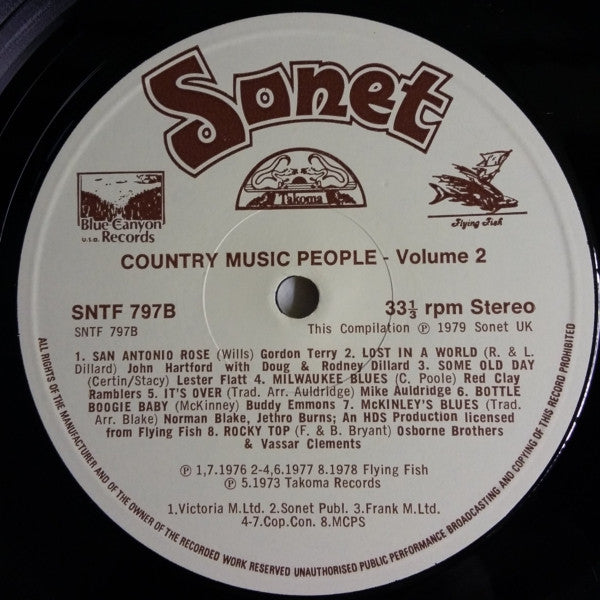 Sonet
Takoma
Blue Canyon
U.S.A. Records
Flying Fish
COUNTRY MUSIC PEOPLE - Volume 2
SNTF 797B
33⅓ rpm Stereo
SNTF 797B
This Compilation ℗ 1979 Sonet UK
1. SAN ANTONIO ROSE (Wills) Gordon Terry 2. LOST IN A WORLD (R. & L.
Dillard) John Hartford with Doug & Rodney Dillard 3. SOME OLD DAY
(Certin/Stacy) Lester Flatt 4. MILWAUKEE BLUES (C. Poole) Red Clay
Ramblers 5. IT'S OVER (Trad. Arr. Auldridge) Mike Auldridge 6. BOTTLE
BOOGIE BABY (McKinney) Buddy Emmons 7. McKINLEY'S BLUES (Trad.
Arr. Blake) Norman Blake, Jethro Burns; An HDS Production licensed
from Flying Fish 8. ROCKY TOP (F. & B. Bryant) Osborne Brothers
& Vassar Clements
℗ 1,7.1976 2-4,6.1977 8.1978 Flying Fish
℗ 5.1973 Takoma Records
1.Victoria M.Ltd. 2.Sonet Publ. 3.Frank M.Ltd.
4-7.Cop.Con. 8.MCPS
ALL RIGHTS OF THE MANUFACTURER AND OF THE OWNER OF THE RECORDED WORK RESERVED UNAUTHORISED PUBLIC PERFORMANCE BROADCASTING AND COPYING OF THIS RECORD PROHIBITED